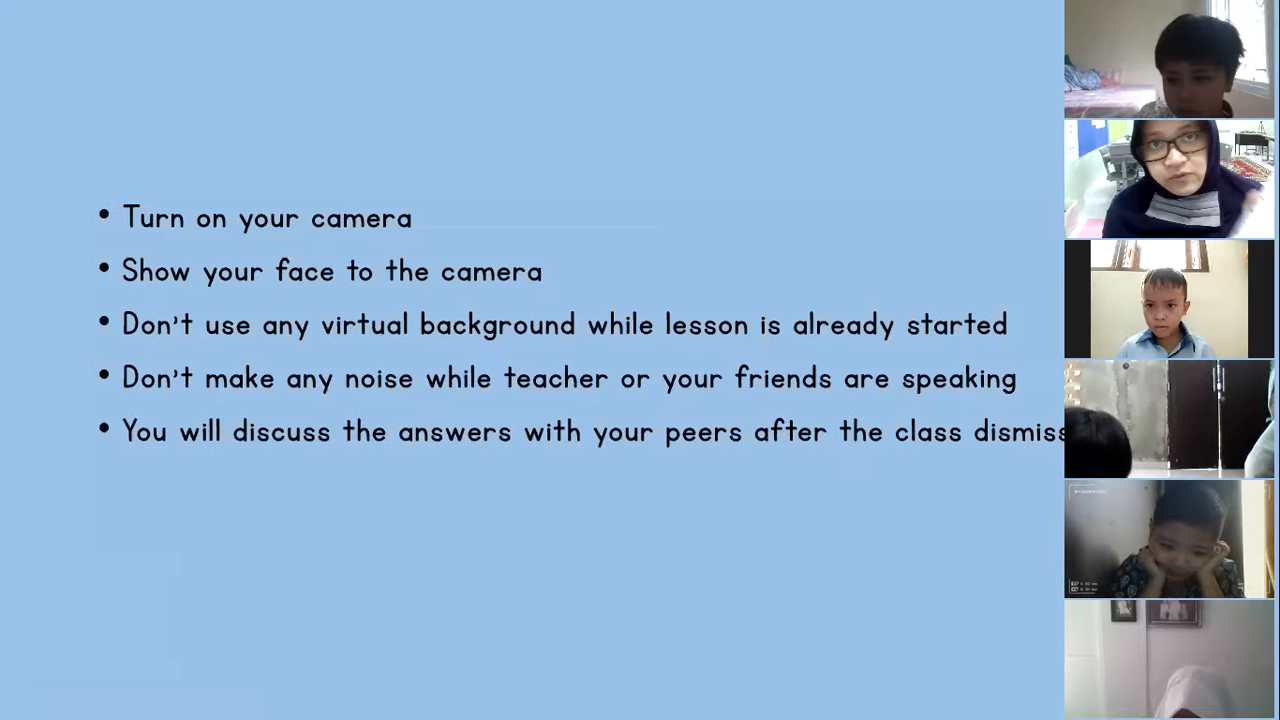 Turn on your camera
Show your face to the camera
Don't use any virtual background while lesson is already started
Don't make any noise while teacher or your friends are speaking
You will discuss the answers with your peers after the class dismiss